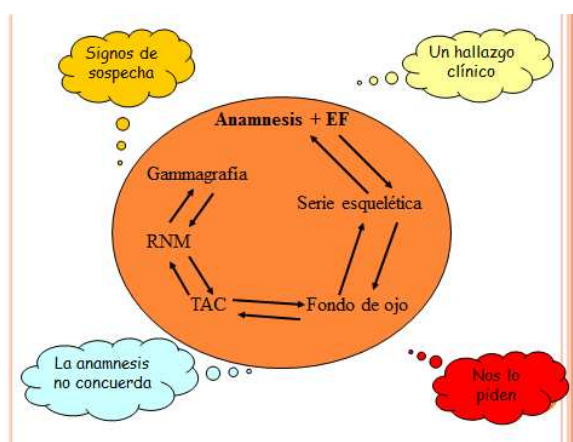 Signos de
sospecha
Un hallazgo
clínico
Anamnesis + EF
Gammagrafía
Serie esquelética
RNM
TAC
Fondo de ojo
La anamnesis
no concuerda
Nos lo
piden